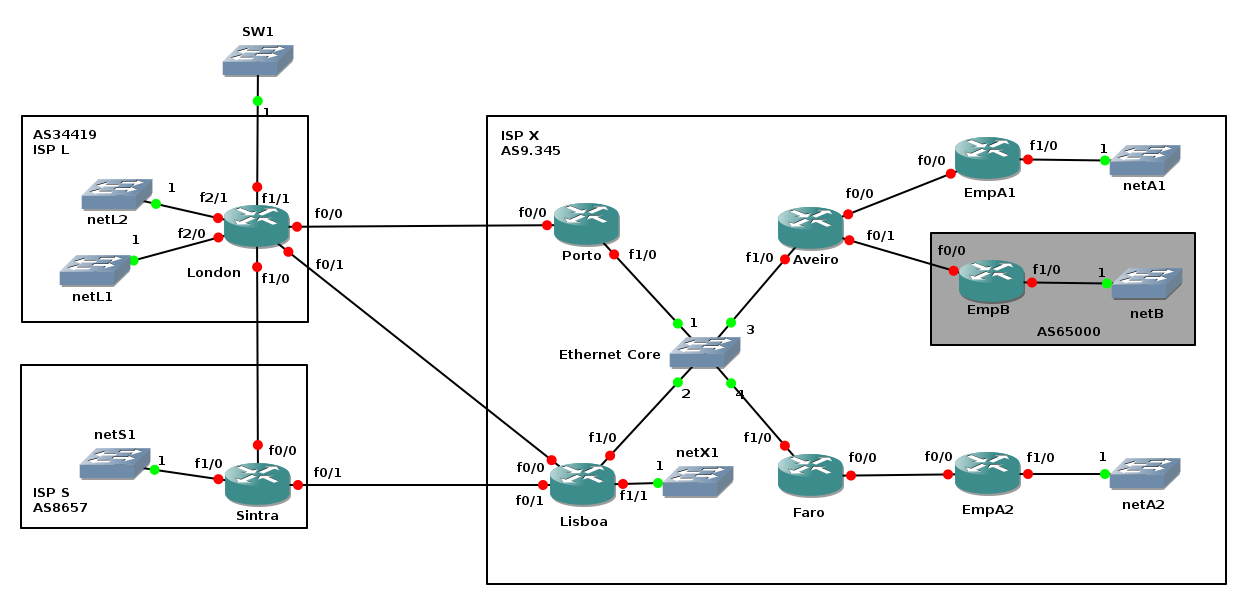 SW1
1
AS34419
ISP L
1
netL2
f2/1
f1/1
f2/0
1
netL1
London
f0/0
f0/1
f1/0
netS1
1
f1/0
f0/0
f0/1
ISP S
AS8657
Sintra
ISP X
AS9.345
f0/0
Porto
f1/0
1
Ethernet Core
2
3
4
f1/0
f0/0
f0/1
Lisboa
f1/1
1
netX1
f1/0
Aveiro
f0/0
f0/1
f0/0
EmpA1
f1/0
1
netA1
f0/0
EmpB
f1/0
1
netB
AS65000
f1/0
Faro
f0/0
f0/0
EmpA2
f1/0
1
netA2